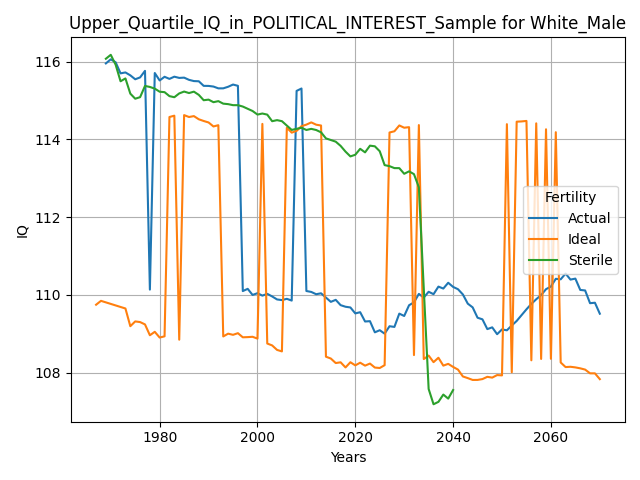 Upper_Quartile_IQ_in_POLITICAL_INTEREST_Sample for White_Male
116
114
112
110
108
IQ
Fertility
Actual
Ideal
Sterile
1980
2000
2020
2040
2060
Years